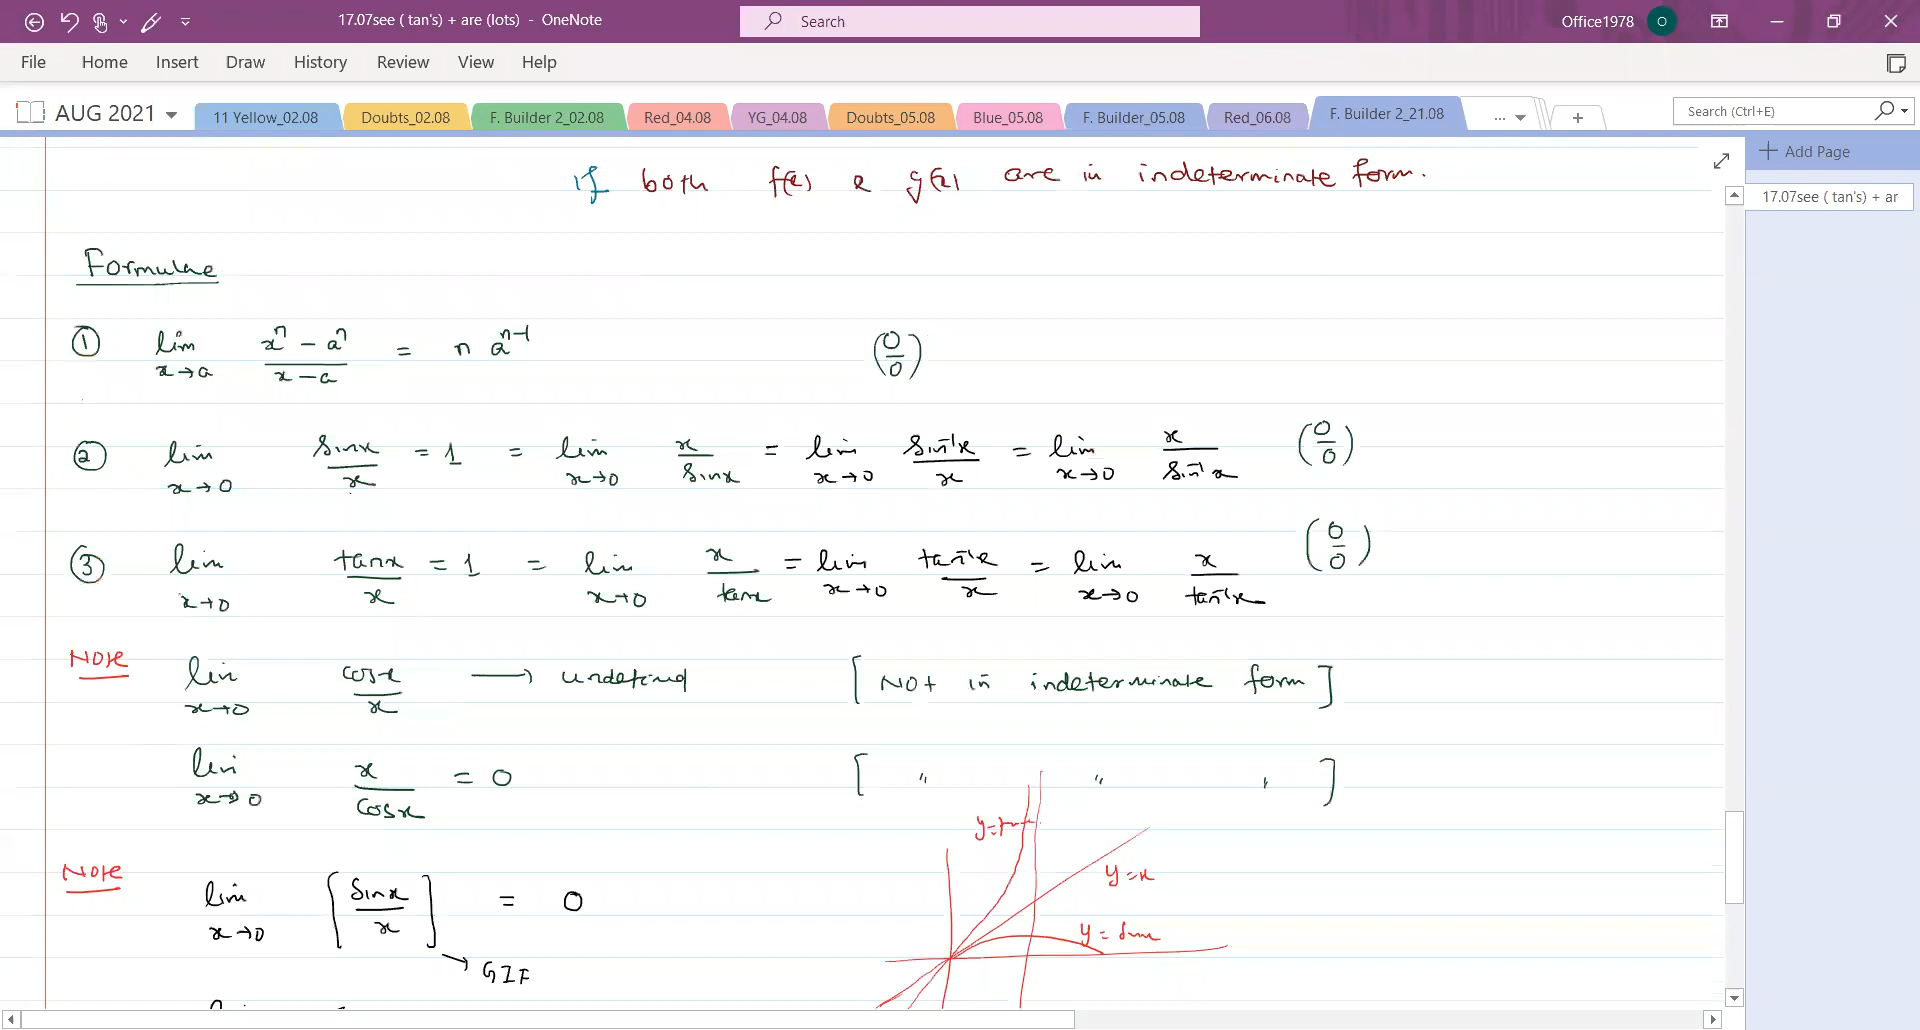 17.07see ( tan's) + are (lots) - OneNote
Search
Office1978
O
File Home Insert Draw History Review View Help
AUG 2021
11 Yellow_02.08 Doubts_02.08 F. Builder 2_02.08 Red_04.08 YG_04.08 Doubts_05.08 Blue_05.08 F. Builder_05.08 Red_06.08 F. Builder 2_21.08 ... +
Search (Ctrl+E)
Add Page
17.07see ( tan's) + ar
If both f(x) & g(x) are in indeterminate form.
Formulae
① lim x→a (x^n − a^n)/(x−a) = n a^(n−1) (0/0)
② lim x→0 sinx/x = 1 = lim x→0 x/sinx = lim x→0 sin⁻¹x/x = lim x→0 x/sin⁻¹x (0/0)
③ lim x→0 tanx/x = 1 = lim x→0 x/tanx = lim x→0 tan⁻¹x/x = lim x→0 x/tan⁻¹x (0/0)
Note lim x→0 cosx/x → undefined [Not in indeterminate form]
lim x→0 x/cosx = 0 [ " " " ]
y=tanx
y=x
y=sinx
Note
lim x→0 [sinx/x] = 0
→ GIF